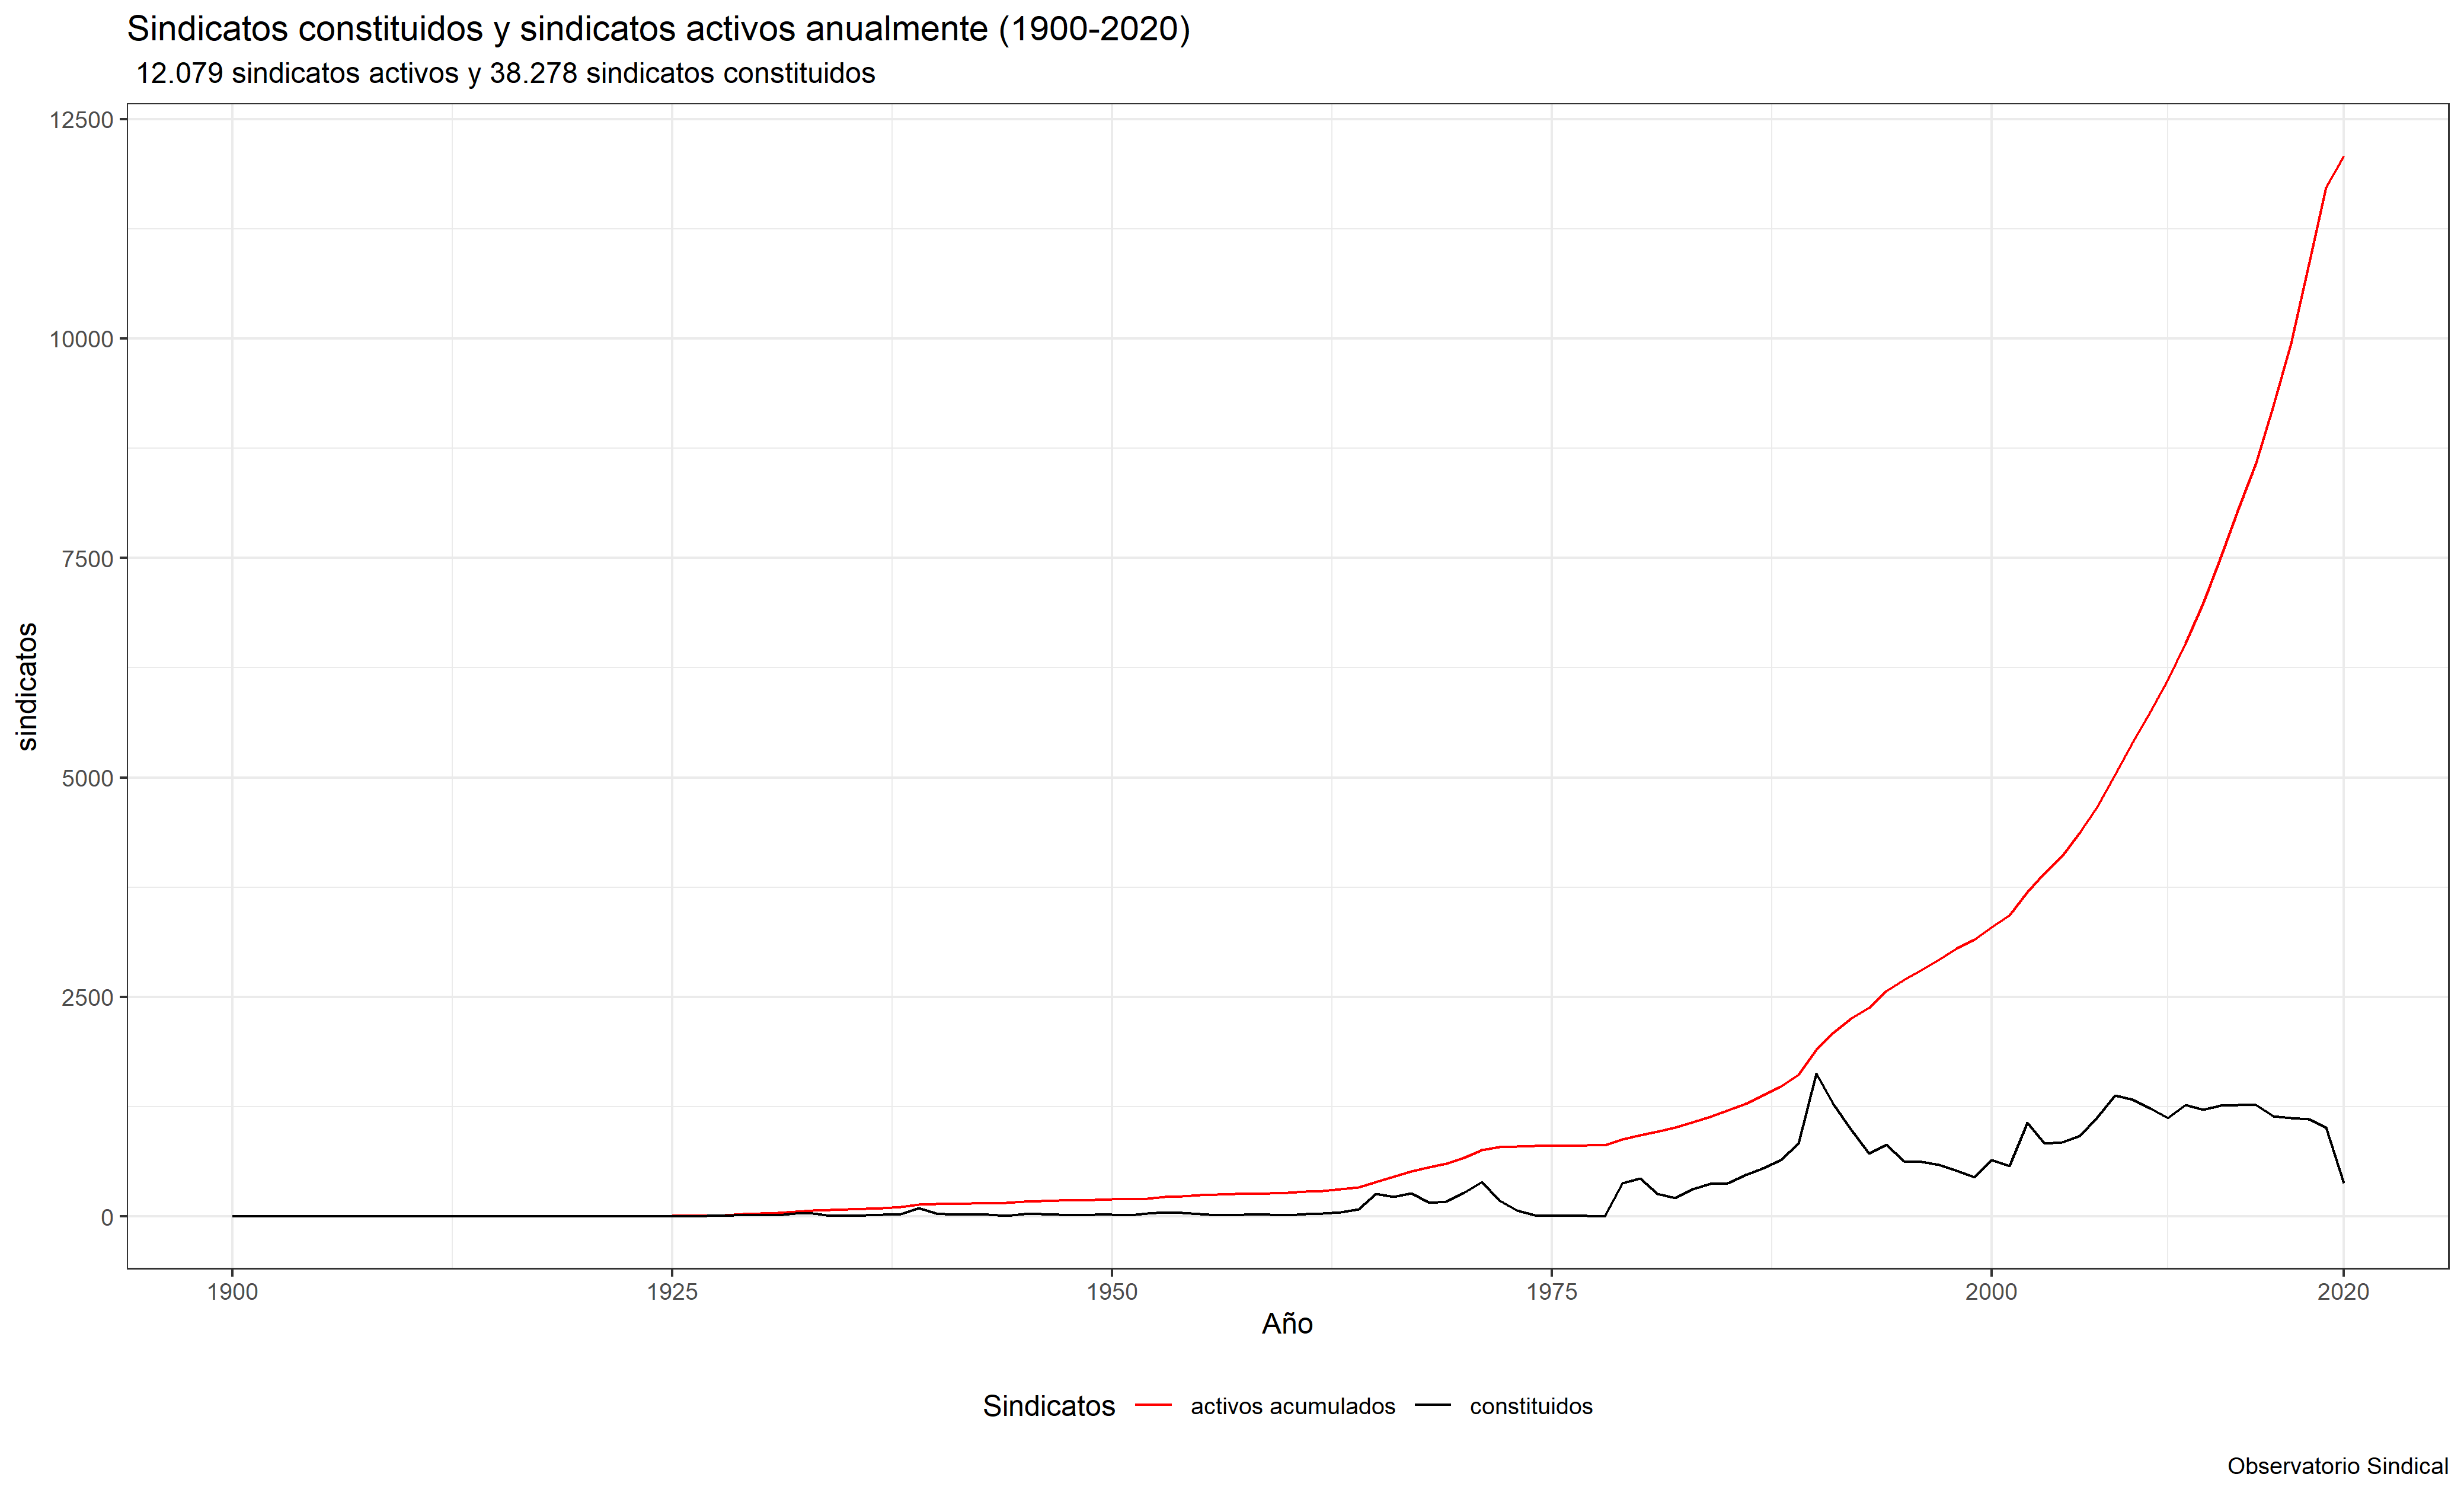 Sindicatos constituidos y sindicatos activos anualmente (1900-2020)
12.079 sindicatos activos y 38.278 sindicatos constituidos
12500
10000
7500
5000
2500
0
sindicatos
1900 1925 1950 1975 2000 2020
Año
Sindicatos activos acumulados constituidos
Observatorio Sindical